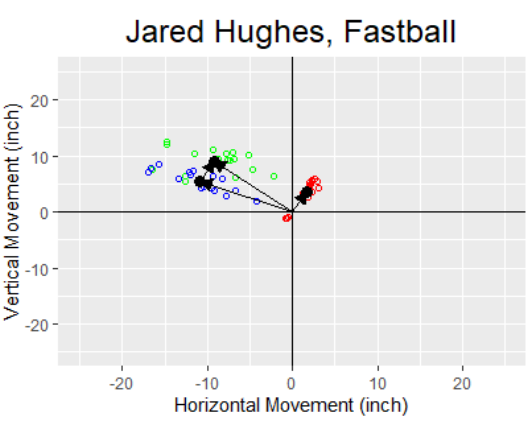 Jared Hughes, Fastball
20
10
0
-10
-20
Vertical Movement (inch)
-20 -10 0 10 20
Horizontal Movement (inch)